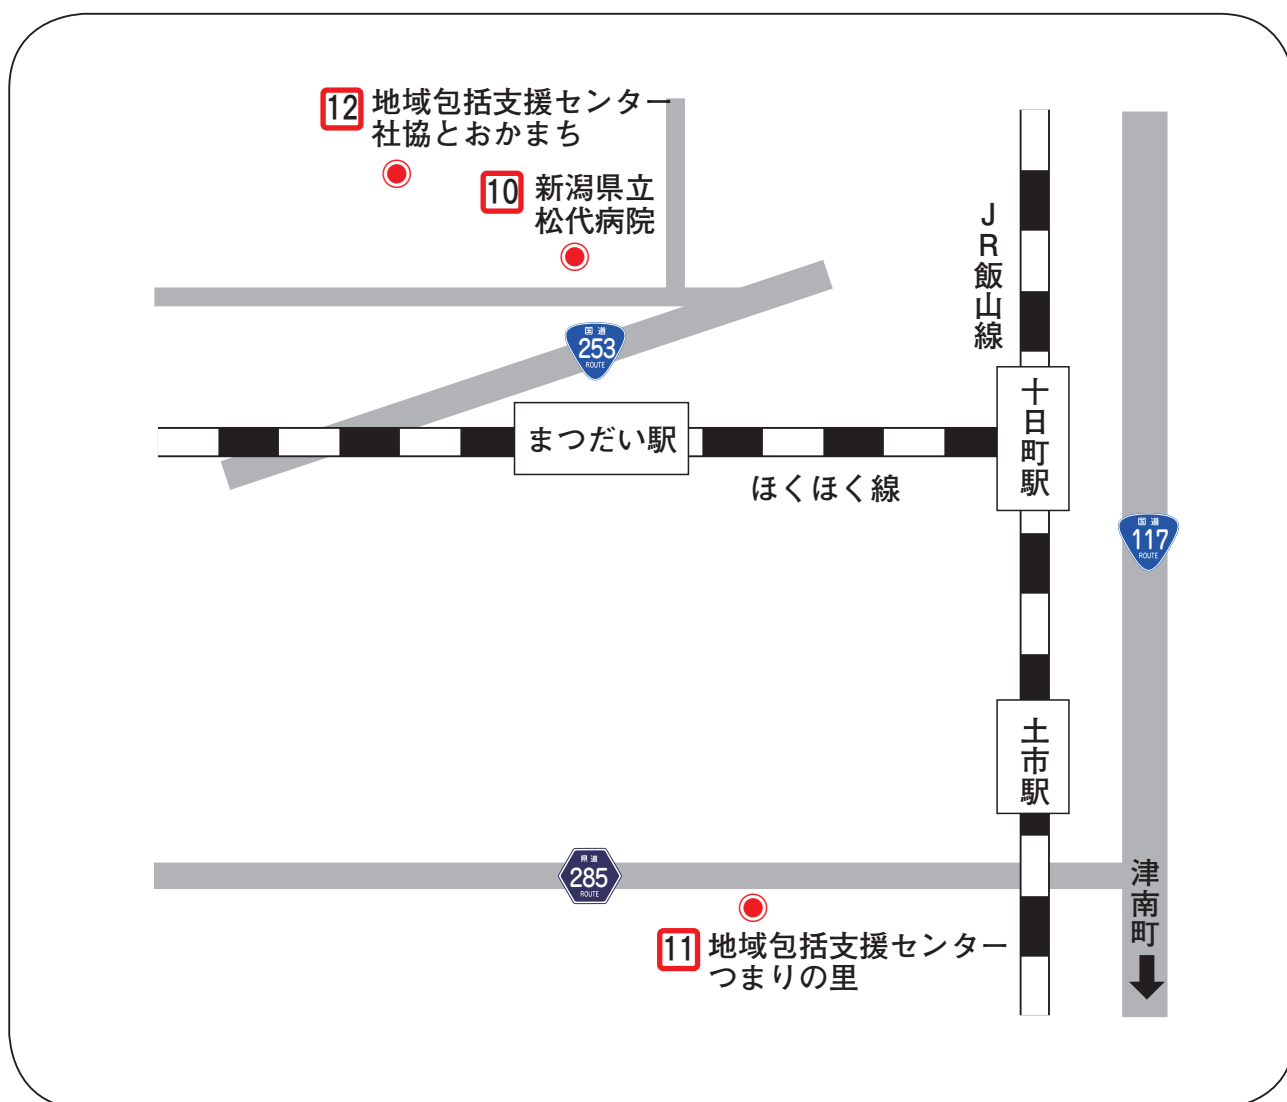 12
地域包括支援センター
社協とおかまち
10
新潟県立
松代病院
JR飯山線
国道
253
ROUTE
まつだい駅
十日町駅
ほくほく線
国道
117
ROUTE
土市駅
県道
285
ROUTE
津南町
11
地域包括支援センター
つまりの里